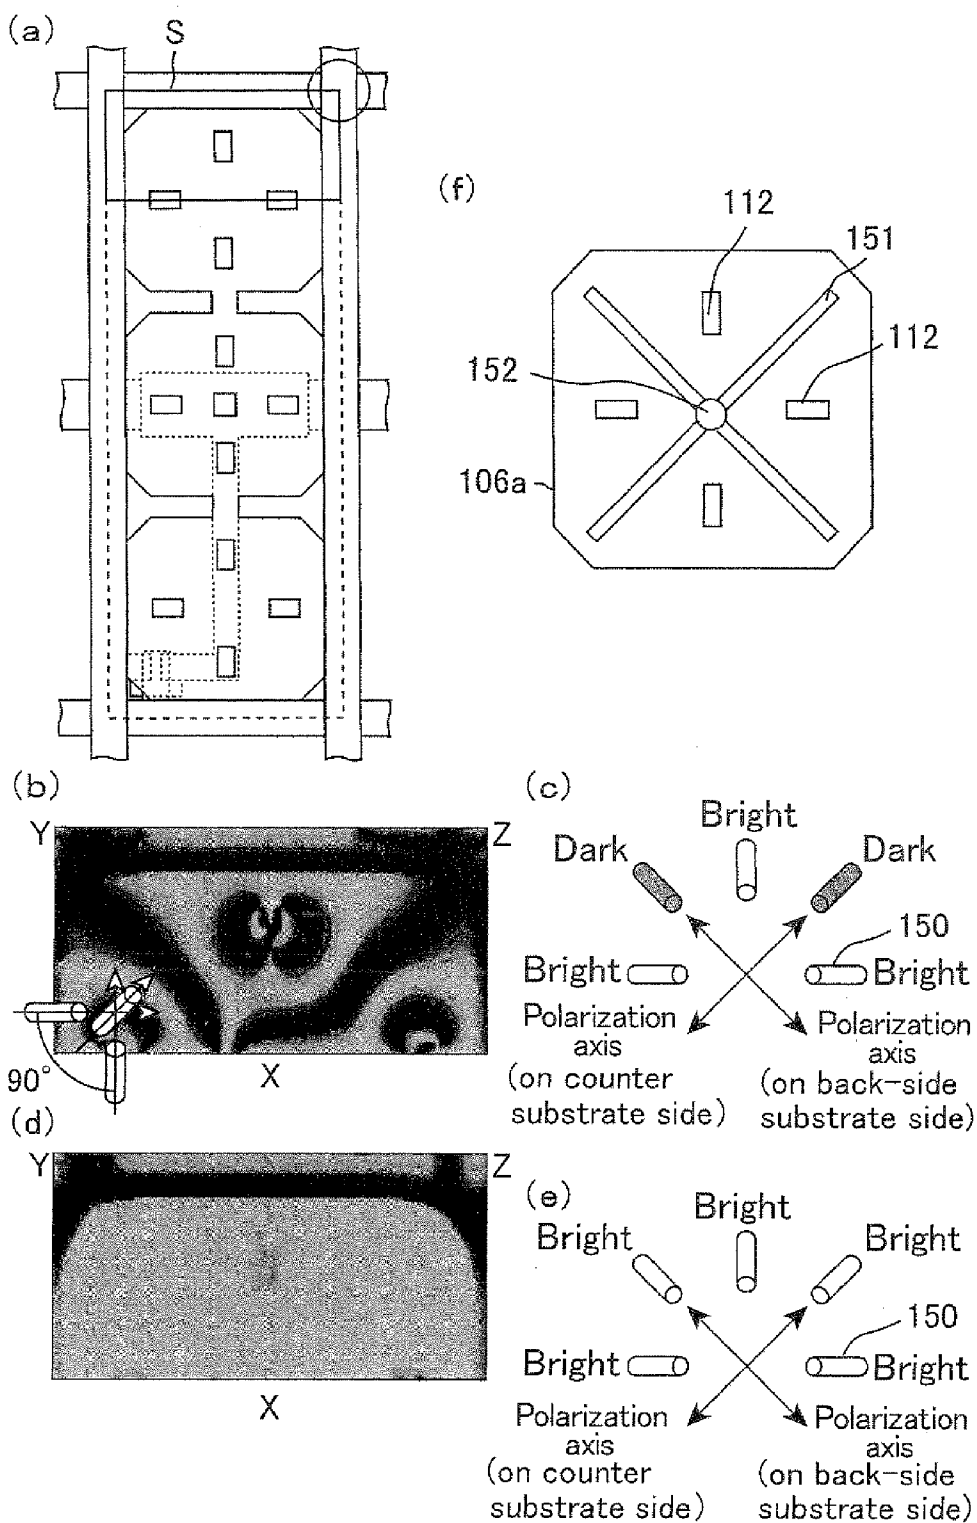 (a)
S
(f)
112
151
112
152
106a
(b)
Y
Z
X
90°
(c)
Bright
Dark
Dark
150
Bright
Bright
Polarization
axis
(on counter
substrate side)
Polarization
axis
(on back-side
substrate side)
(d)
Y
Z
X
(e)
Bright
Bright
Bright
150
Bright
Bright
Polarization
axis
(on counter
substrate side)
Polarization
axis
(on back-side
substrate side)